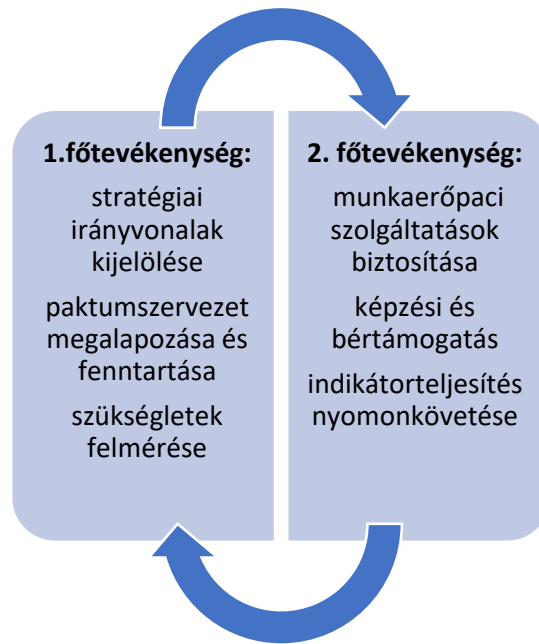 1.főtevékenység:
stratégiai
irányvonalak
kijelölése
paktumszervezet
megalapozása és
fenntartása
szükségletek
felmérése
2. főtevékenység:
munkaerőpaci
szolgáltatások
biztosítása
képzési és
bértámogatás
indikátorteljesítés
nyomonkövetése